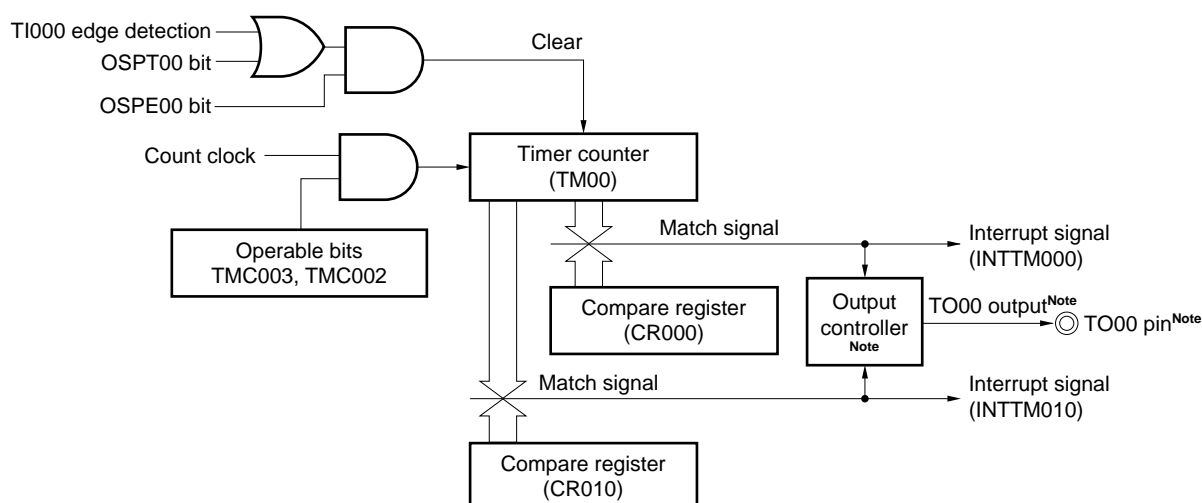 TI000 edge detection
OSPT00 bit
OSPE00 bit
Clear
Count clock
Timer counter
(TM00)
Operable bits
TMC003, TMC002
Match signal
Interrupt signal
(INTTM000)
Compare register
(CR000)
Output
controller
Note
TO00 output Note
TO00 pin Note
Match signal
Interrupt signal
(INTTM010)
Compare register
(CR010)